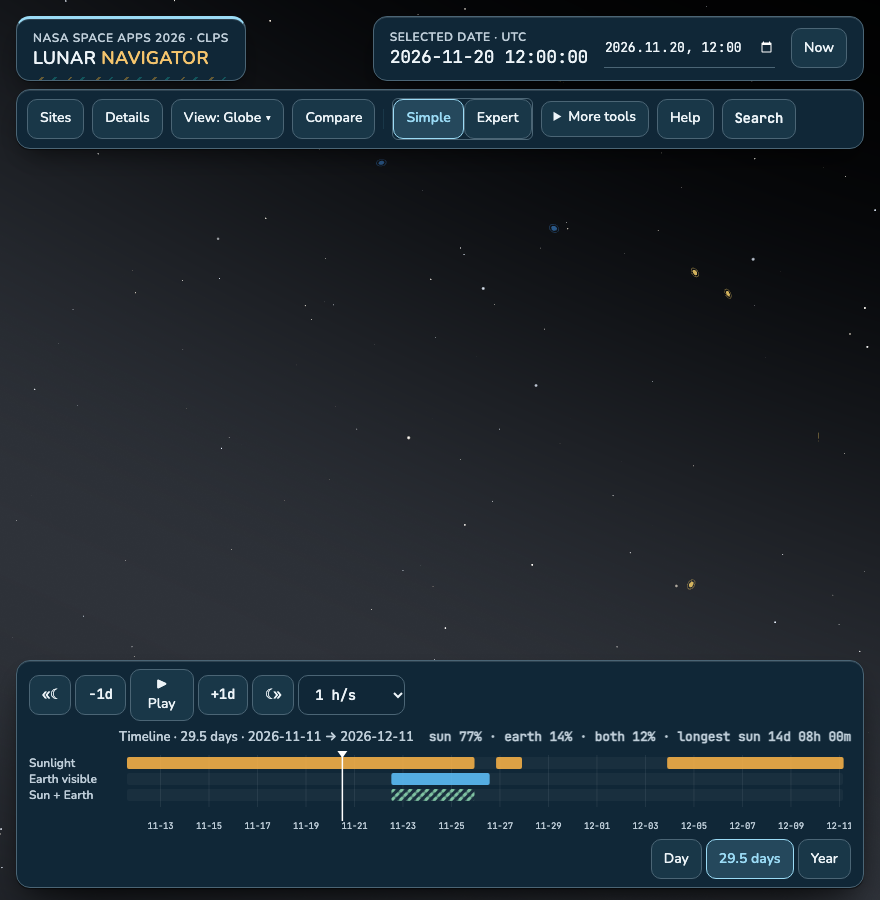 NASA SPACE APPS 2026 · CLPS
LUNAR NAVIGATOR
SELECTED DATE · UTC
2026-11-20 12:00:00
2026.11.20, 12:00
Now
Sites
Details
View: Globe ▾
Compare
Simple
Expert
▶ More tools
Help
Search
«☾
-1d
▶
Play
+1d
☾»
1 h/s
Timeline · 29.5 days · 2026-11-11 → 2026-12-11
sun 77% · earth 14% · both 12% · longest sun 14d 08h 00m
Sunlight
Earth visible
Sun + Earth
11-13 11-15 11-17 11-19 11-21 11-23 11-25 11-27 11-29 12-01 12-03 12-05 12-07 12-09 12-11
Day
29.5 days
Year